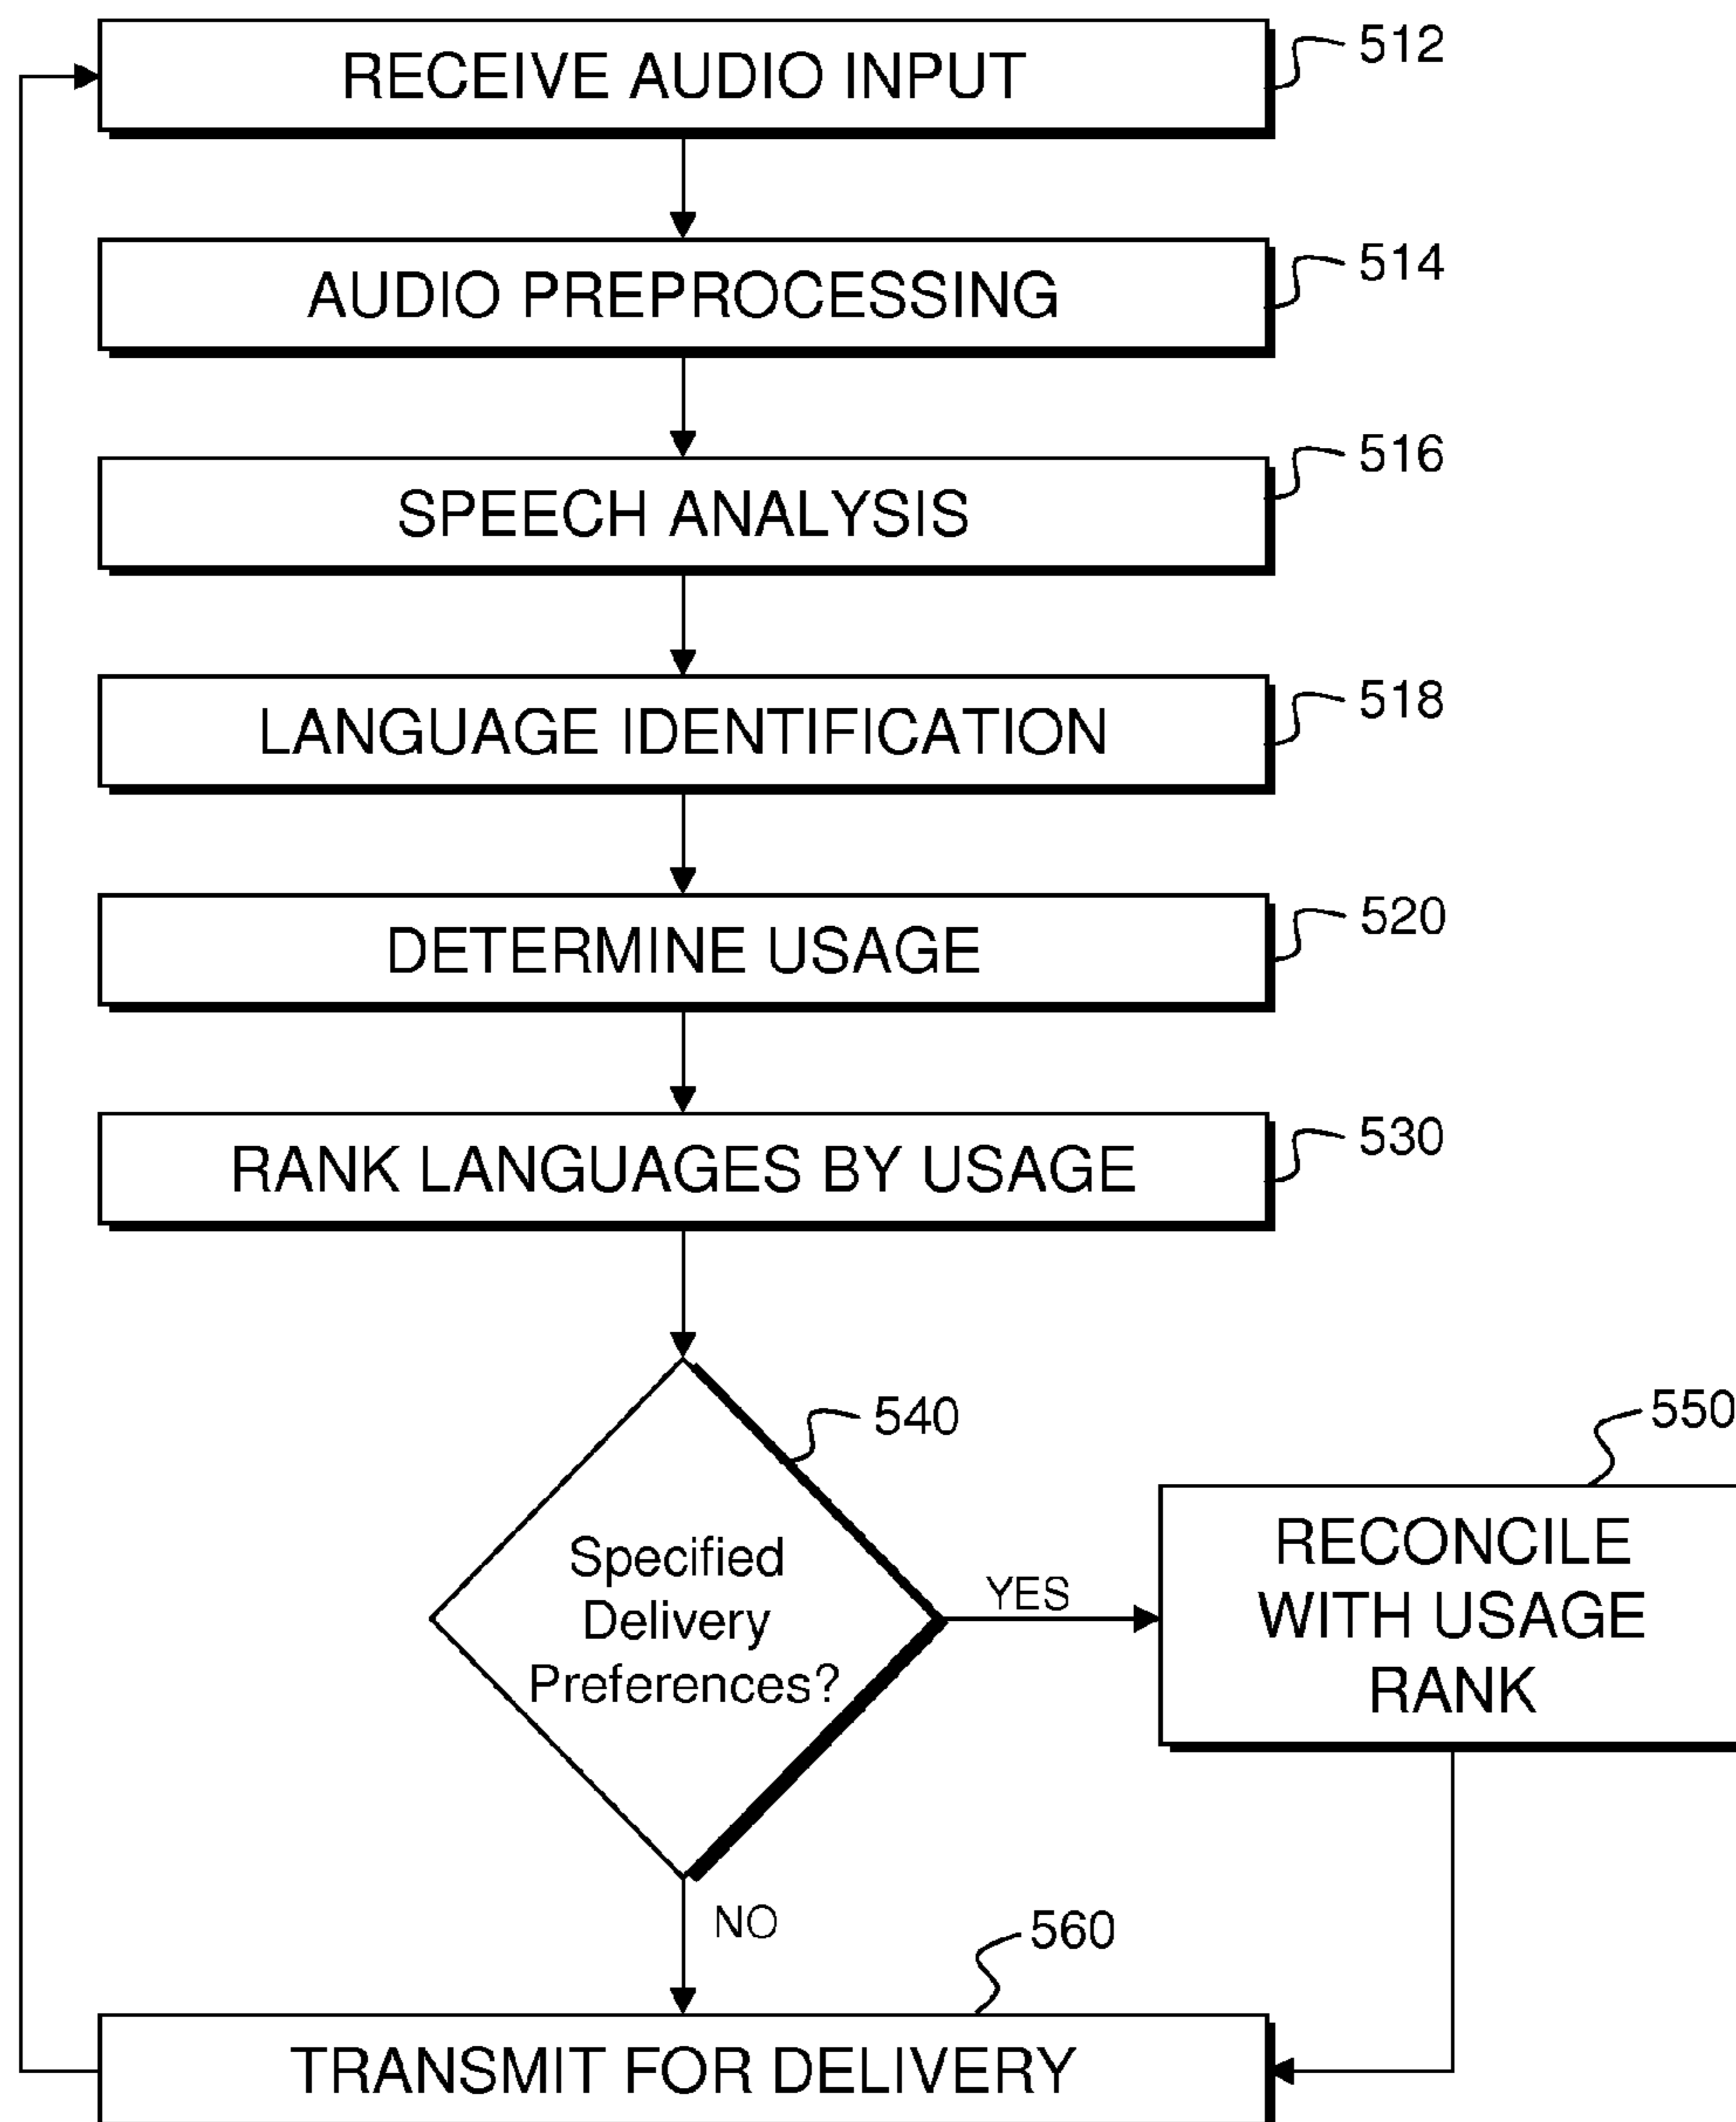 RECEIVE AUDIO INPUT
512
AUDIO PREPROCESSING
514
SPEECH ANALYSIS
516
LANGUAGE IDENTIFICATION
518
DETERMINE USAGE
520
RANK LANGUAGES BY USAGE
530
540
Specified
Delivery
Preferences?
YES
550
RECONCILE
WITH USAGE
RANK
NO
560
TRANSMIT FOR DELIVERY